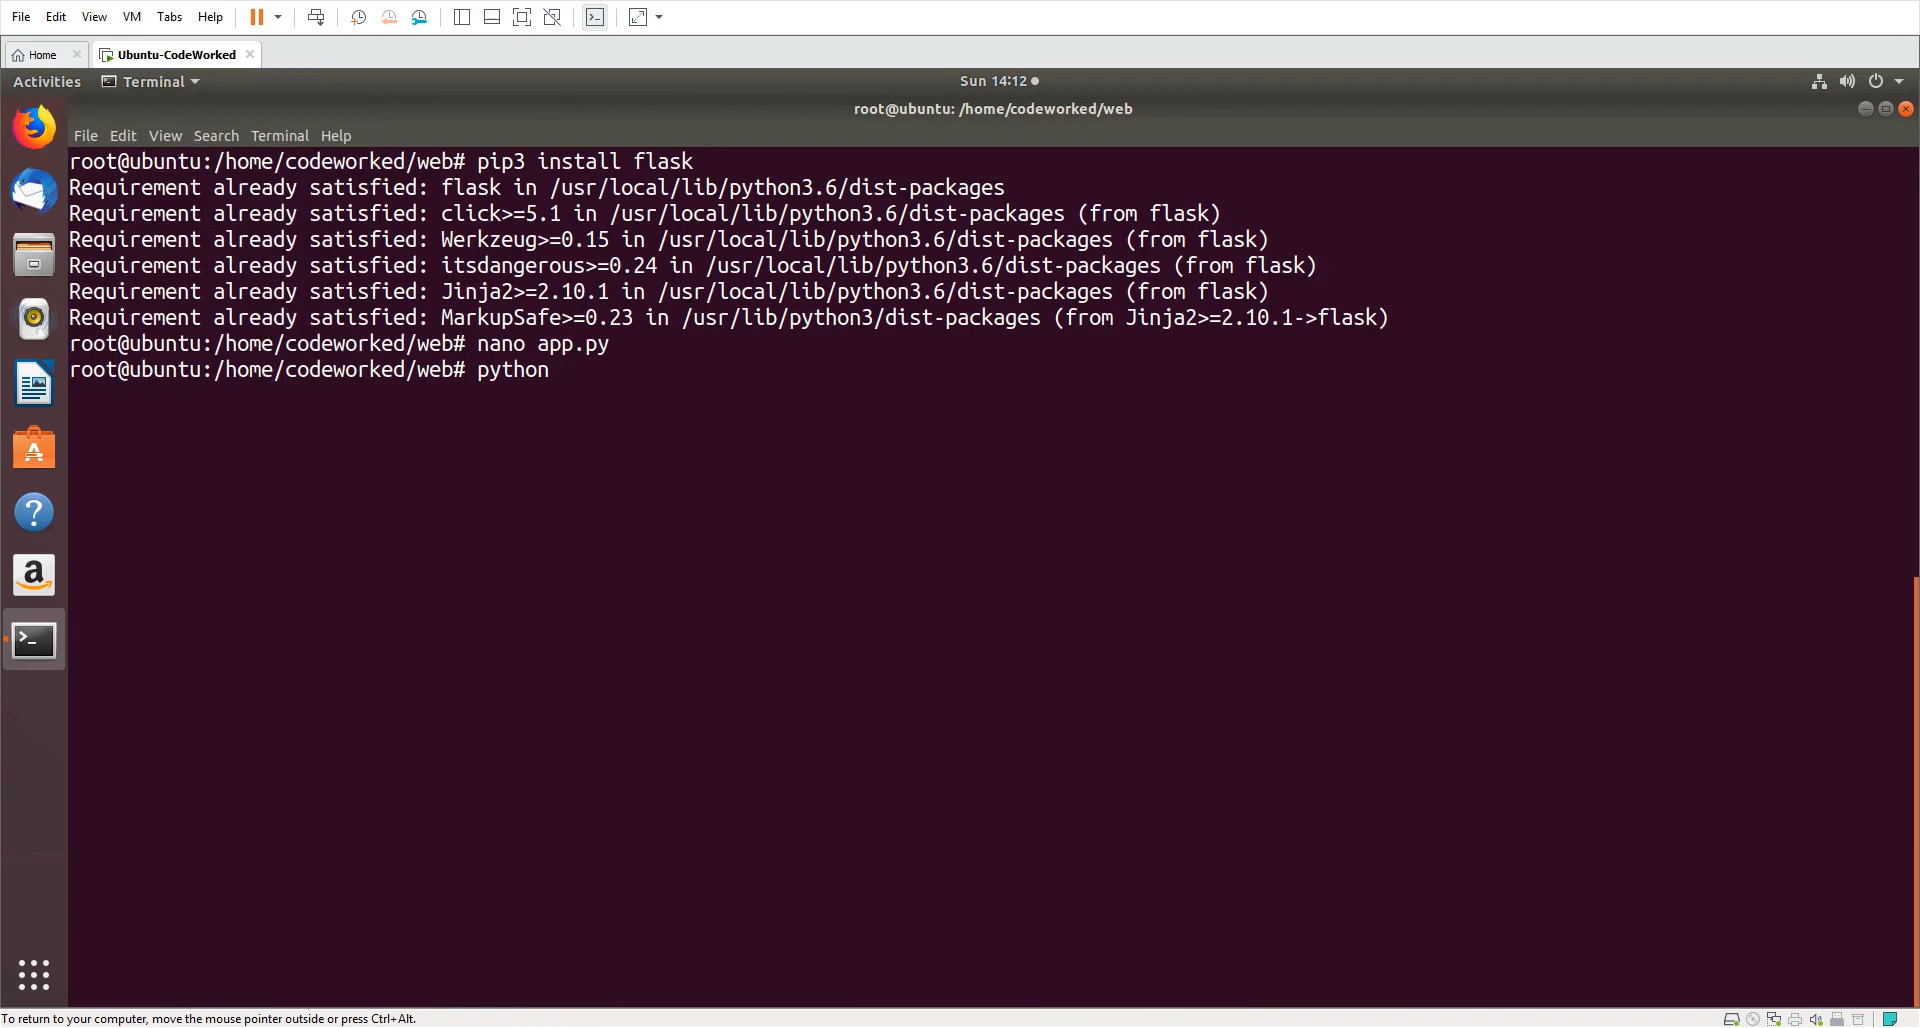 File Edit View VM Tabs Help
Home
Ubuntu-CodeWorked
Activities Terminal Sun 14:12
root@ubuntu: /home/codeworked/web
File Edit View Search Terminal Help
root@ubuntu:/home/codeworked/web# pip3 install flask
Requirement already satisfied: flask in /usr/local/lib/python3.6/dist-packages
Requirement already satisfied: click>=5.1 in /usr/local/lib/python3.6/dist-packages (from flask)
Requirement already satisfied: Werkzeug>=0.15 in /usr/local/lib/python3.6/dist-packages (from flask)
Requirement already satisfied: itsdangerous>=0.24 in /usr/local/lib/python3.6/dist-packages (from flask)
Requirement already satisfied: Jinja2>=2.10.1 in /usr/local/lib/python3.6/dist-packages (from flask)
Requirement already satisfied: MarkupSafe>=0.23 in /usr/lib/python3/dist-packages (from Jinja2>=2.10.1->flask)
root@ubuntu:/home/codeworked/web# nano app.py
root@ubuntu:/home/codeworked/web# python
To return to your computer, move the mouse pointer outside or press Ctrl+Alt.